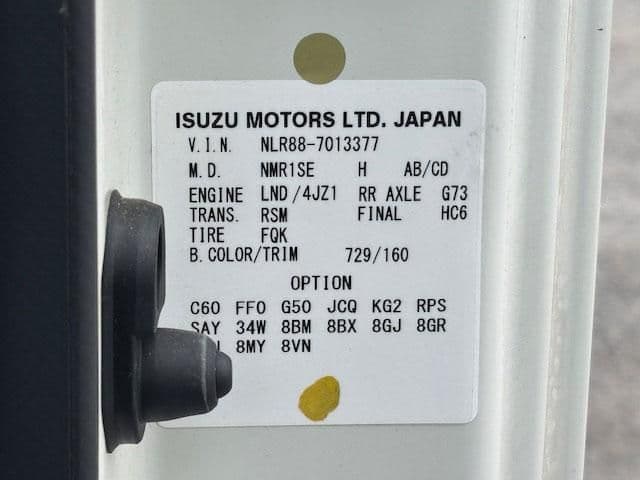 ISUZU MOTORS LTD. JAPAN
V.I.N. NLR88-7013377
M.D. NMR1SE H AB/CD
ENGINE LND/4JZ1 RR AXLE G73
TRANS. RSM FINAL HC6
TIRE FQK
B.COLOR/TRIM 729/160
OPTION
C60 FF0 G50 JCQ KG2 RPS
SAY 34W 8BM 8BX 8GJ 8GR
8MY 8VN